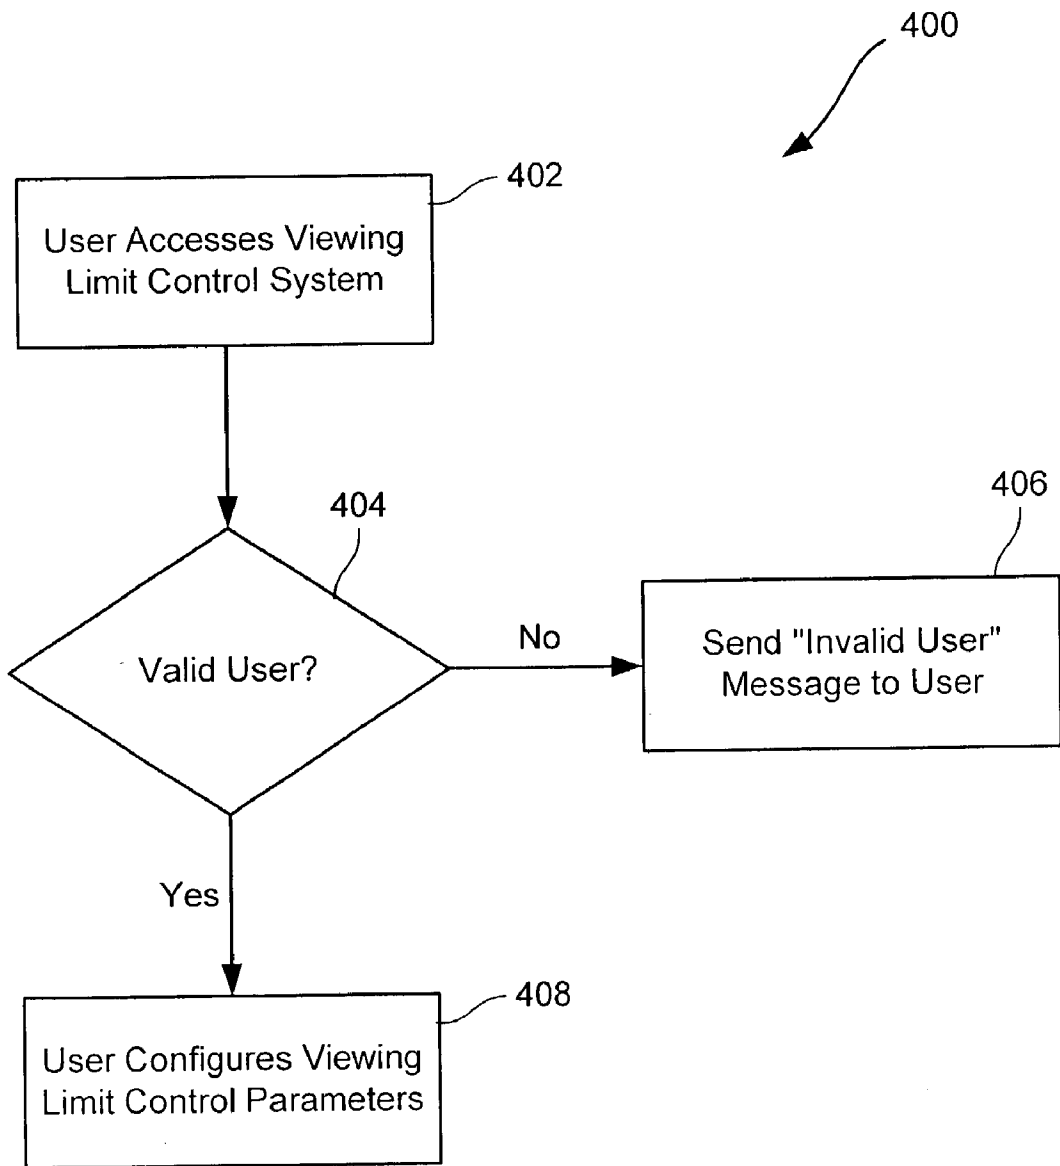 400
402
User Accesses Viewing
Limit Control System
404
Valid User?
No
406
Send "Invalid User"
Message to User
Yes
408
User Configures Viewing
Limit Control Parameters